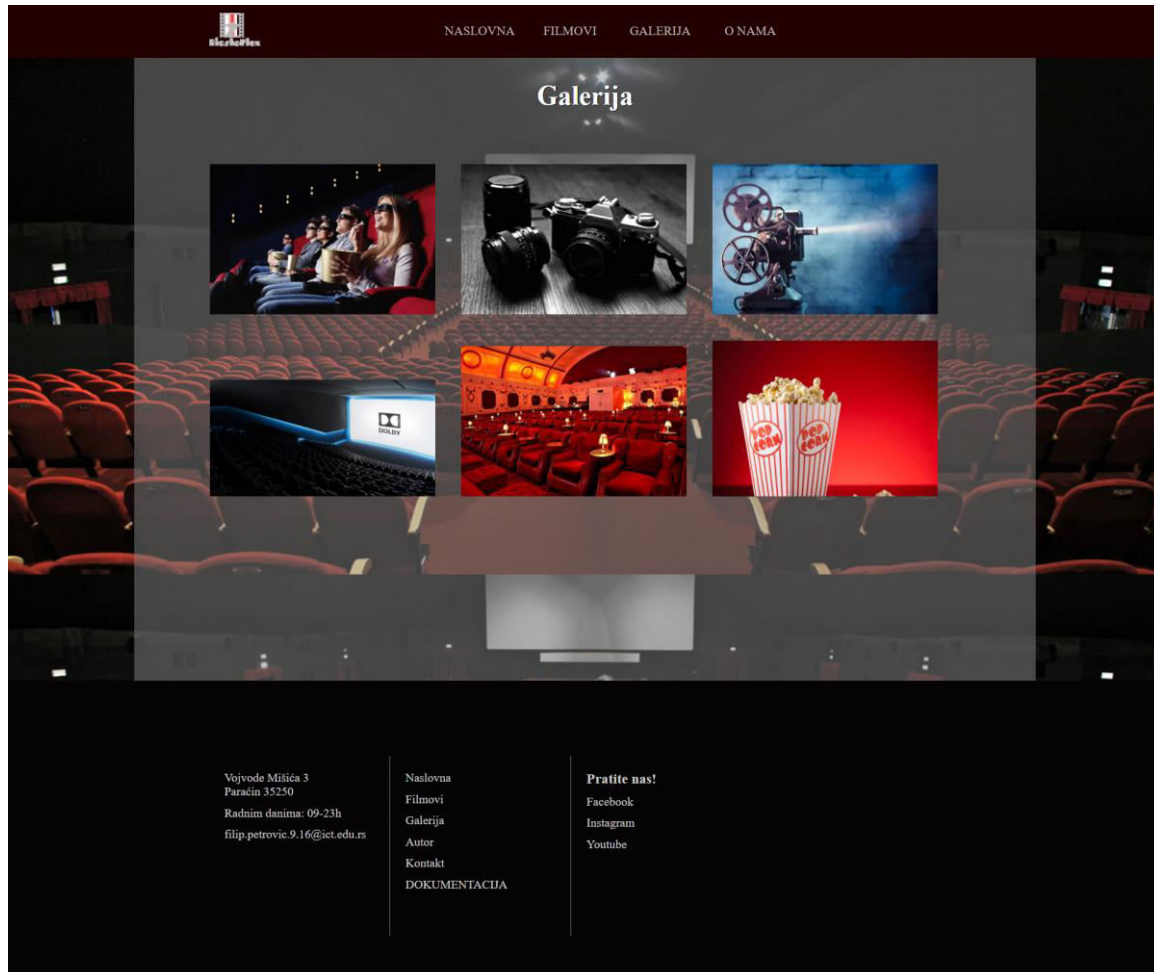 NASLOVNA FILMOVI GALERIJA O NAMA
Galerija
DOLBY
POP CORN POP CORN
Vojvode Mišića 3
Paraćin 35250
Radnim danima: 09-23h
filip.petrovic.9.16@ict.edu.rs
Naslovna
Filmovi
Galerija
Autor
Kontakt
DOKUMENTACIJA
Pratite nas!
Facebook
Instagram
Youtube